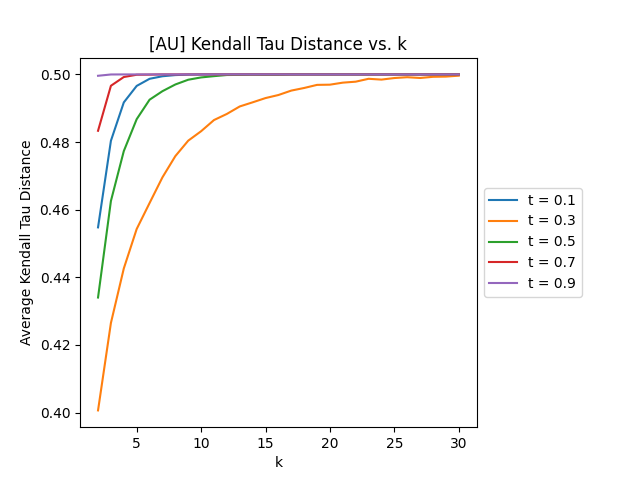 [AU] Kendall Tau Distance vs. k
Average Kendall Tau Distance
0.50
0.48
0.46
0.44
0.42
0.40
5 10 15 20 25 30
k
t = 0.1
t = 0.3
t = 0.5
t = 0.7
t = 0.9